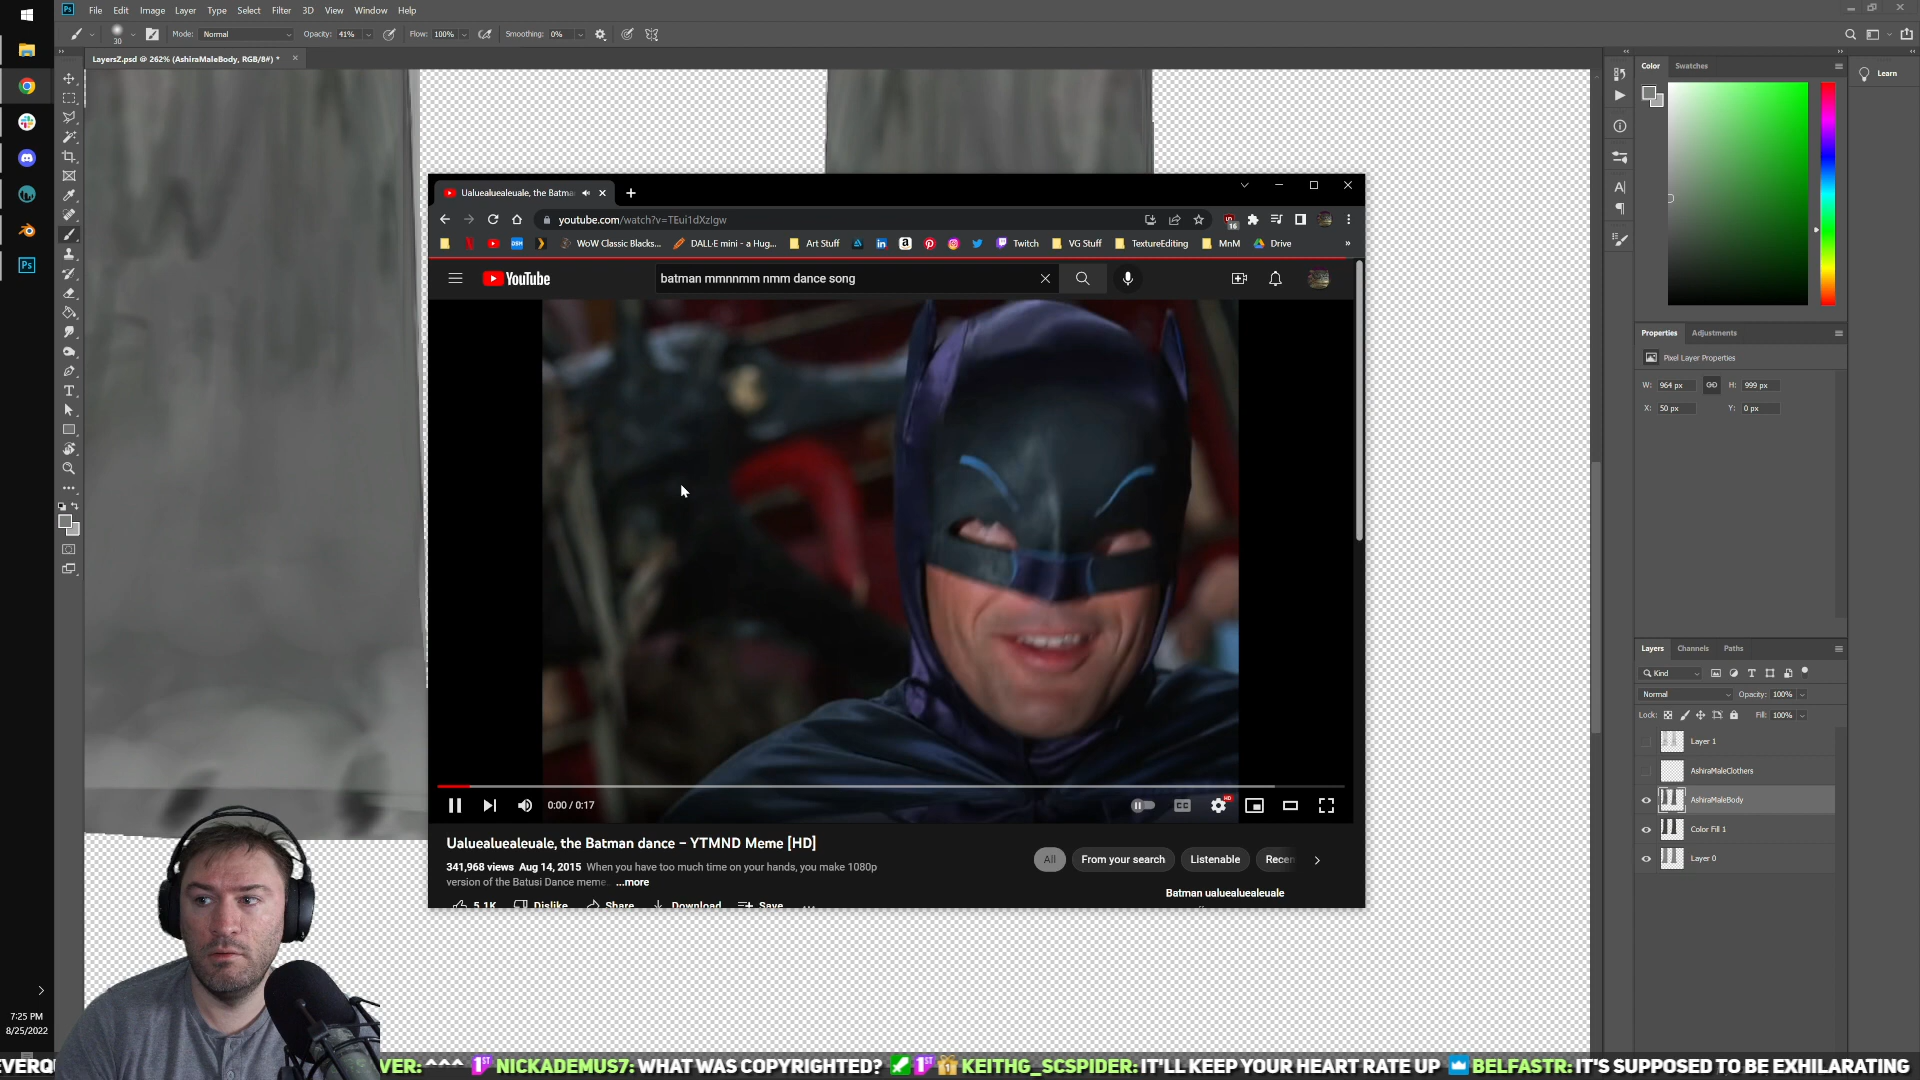 File Edit Image Layer Type Select Filter 3D View Window Help
30 Mode: Normal Opacity: 41% Flow: 100% Smoothing: 0%
LayersZ.psd @ 262% (AshiraMaleBody, RGB/8#) *
Color Swatches
Learn
Ualuealuealeuale, the Batma
youtube.com/watch?v=TEui1dXzIgw
16
WoW Classic Blacks... DALL·E mini - a Hug... Art Stuff Twitch VG Stuff TextureEditing MnM Drive »
YouTube
batman mmnnmm nmm dance song
0:00 / 0:17
Ualuealuealeuale, the Batman dance – YTMND Meme [HD]
341,968 views Aug 14, 2015 When you have too much time on your hands, you make 1080p
version of the Batusi Dance meme. ...more
5.1K Dislike Share Download Save ...
All From your search Listenable Recen
Batman ualuealuealeuale
Properties Adjustments
Pixel Layer Properties
W: 964 px H: 999 px
X: 50 px Y: 0 px
Layers Channels Paths
Kind
Normal Opacity: 100%
Lock: Fill: 100%
Layer 1
AshiraMaleClothers
AshiraMaleBody
Color Fill 1
Layer 0
7:25 PM
8/25/2022
EVERQU VER: ^^^ 1ST NICKADEMUS7: WHAT WAS COPYRIGHTED? 1ST KEITHG_SCSPIDER: IT'LL KEEP YOUR HEART RATE UP BELFASTR: IT'S SUPPOSED TO BE EXHILARATING